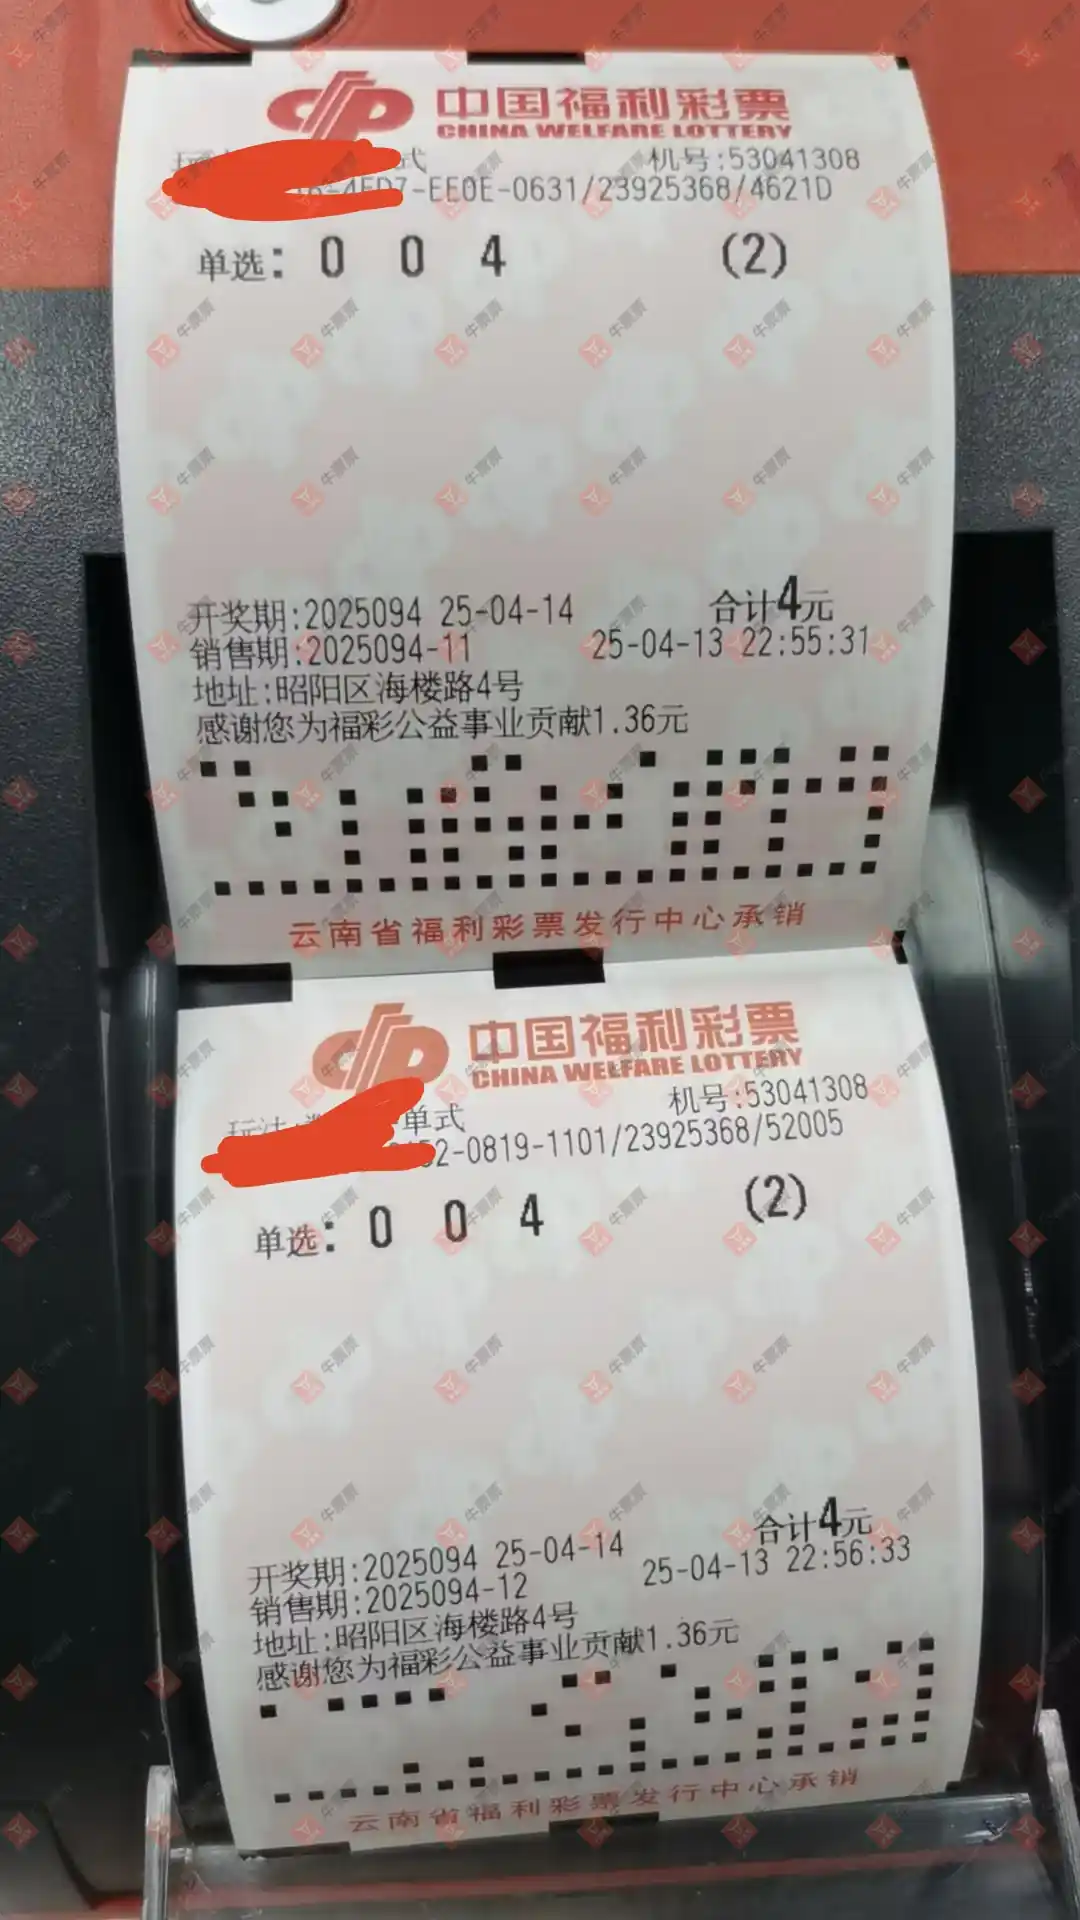 中国福利彩票
CHINA WELFARE LOTTERY
式 机号:53041308
-EE0E-0631/23925368/4621D
单选: 0 0 4 (2)
开奖期:2025094 25-04-14 合计4元
销售期:2025094-11 25-04-13 22:55:31
地址:昭阳区海楼路4号
感谢您为福彩公益事业贡献1.36元
云南省福利彩票发行中心承销
中国福利彩票
CHINA WELFARE LOTTERY
单式 机号:53041308
2-0819-1101/23925368/52005
单选: 0 0 4 (2)
开奖期:2025094 25-04-14 合计4元
销售期:2025094-12 25-04-13 22:56:33
地址:昭阳区海楼路4号
感谢您为福彩公益事业贡献1.36元
云南省福利彩票发行中心承销
牛票票